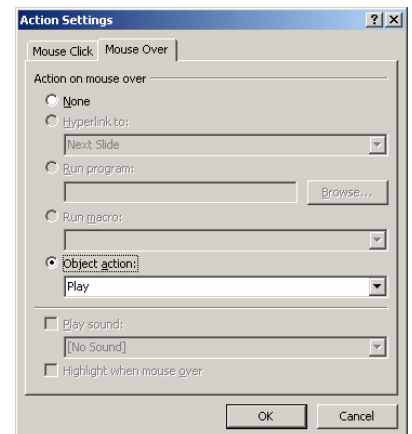 Action Settings
Mouse Click Mouse Over
Action on mouse over
None
Hyperlink to:
Next Slide
Run program:
Browse...
Run macro:
Object action:
Play
Play sound:
[No Sound]
Highlight when mouse over
OK Cancel